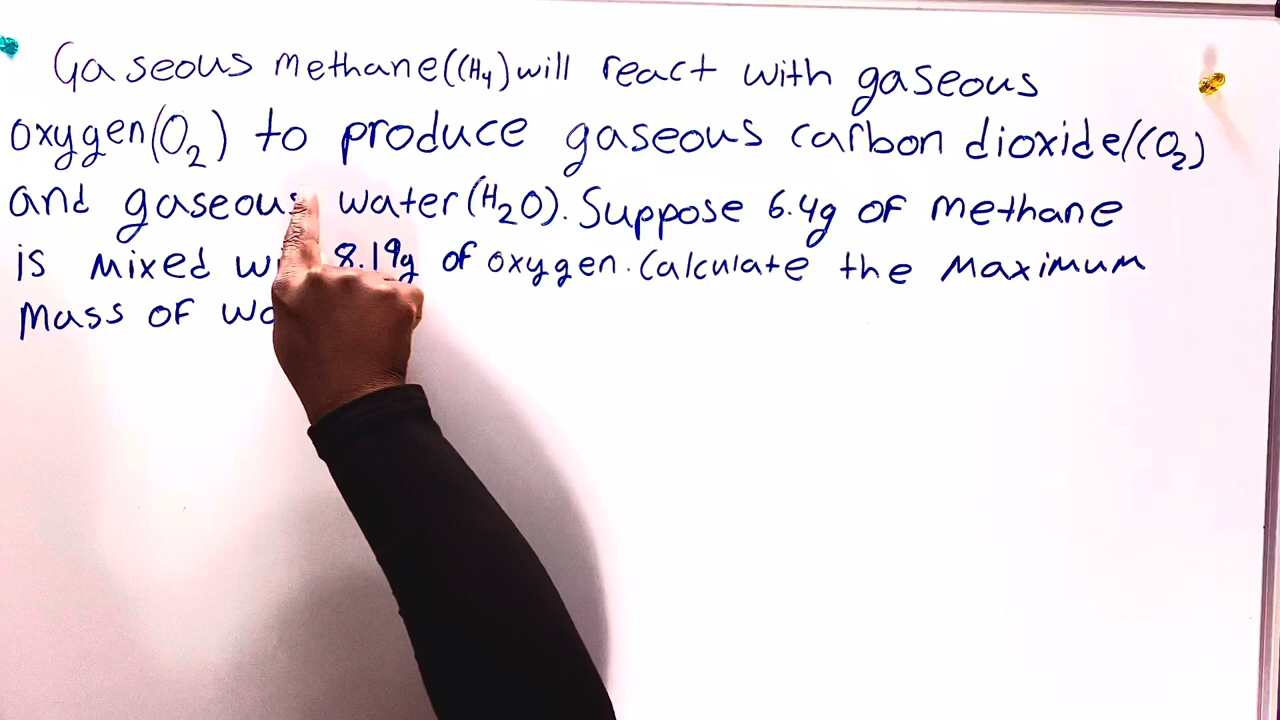 Gaseous methane(CH4) will react with gaseous
oxygen(O2) to produce gaseous carbon dioxide(CO2)
and gaseous water(H2O). Suppose 6.4g of methane
is mixed 8.19g of oxygen. Calculate the maximum
mass of